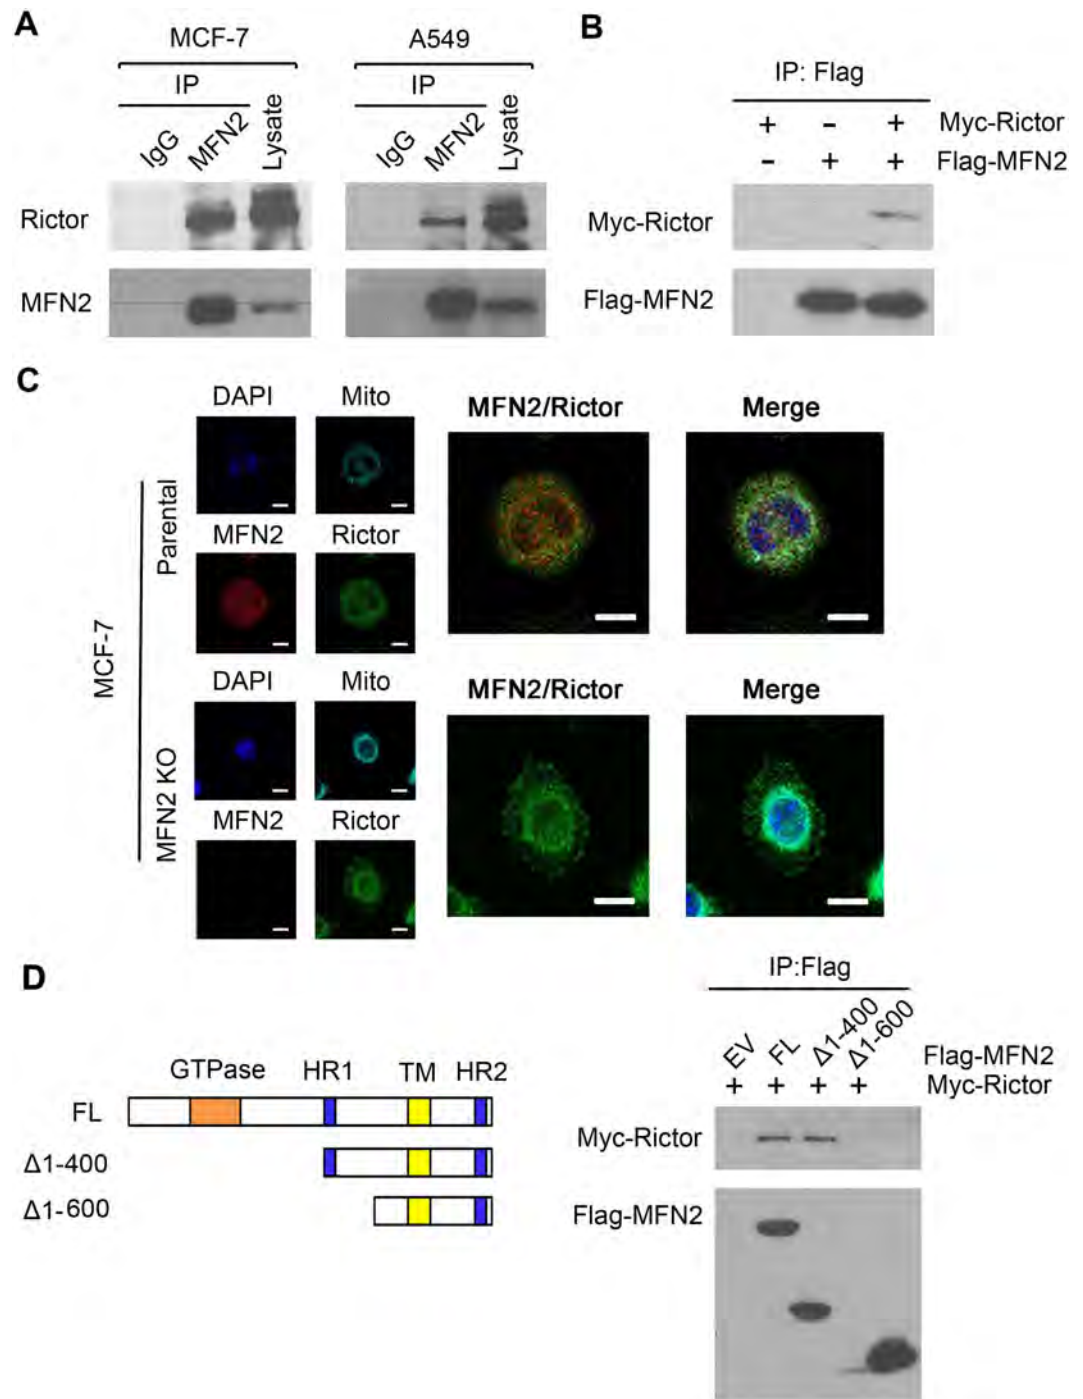 A
MCF-7
A549
IP
IP
IgG
MFN2
Lysate
IgG
MFN2
Lysate
Rictor
MFN2
B
IP: Flag
+ - + Myc-Rictor
- + + Flag-MFN2
Myc-Rictor
Flag-MFN2
C
MCF-7
Parental
DAPI Mito
MFN2 Rictor
MFN2/Rictor Merge
MFN2 KO
DAPI Mito
MFN2 Rictor
MFN2/Rictor Merge
D
GTPase HR1 TM HR2
FL
Δ1-400
Δ1-600
IP:Flag
EV FL Δ1-400 Δ1-600 Flag-MFN2
+ + + + Myc-Rictor
Myc-Rictor
Flag-MFN2